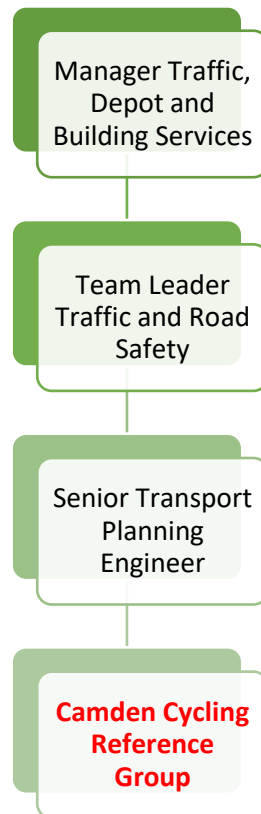 Manager Traffic,
Depot and
Building Services
Team Leader
Traffic and Road
Safety
Senior Transport
Planning
Engineer
Camden Cycling
Reference
Group